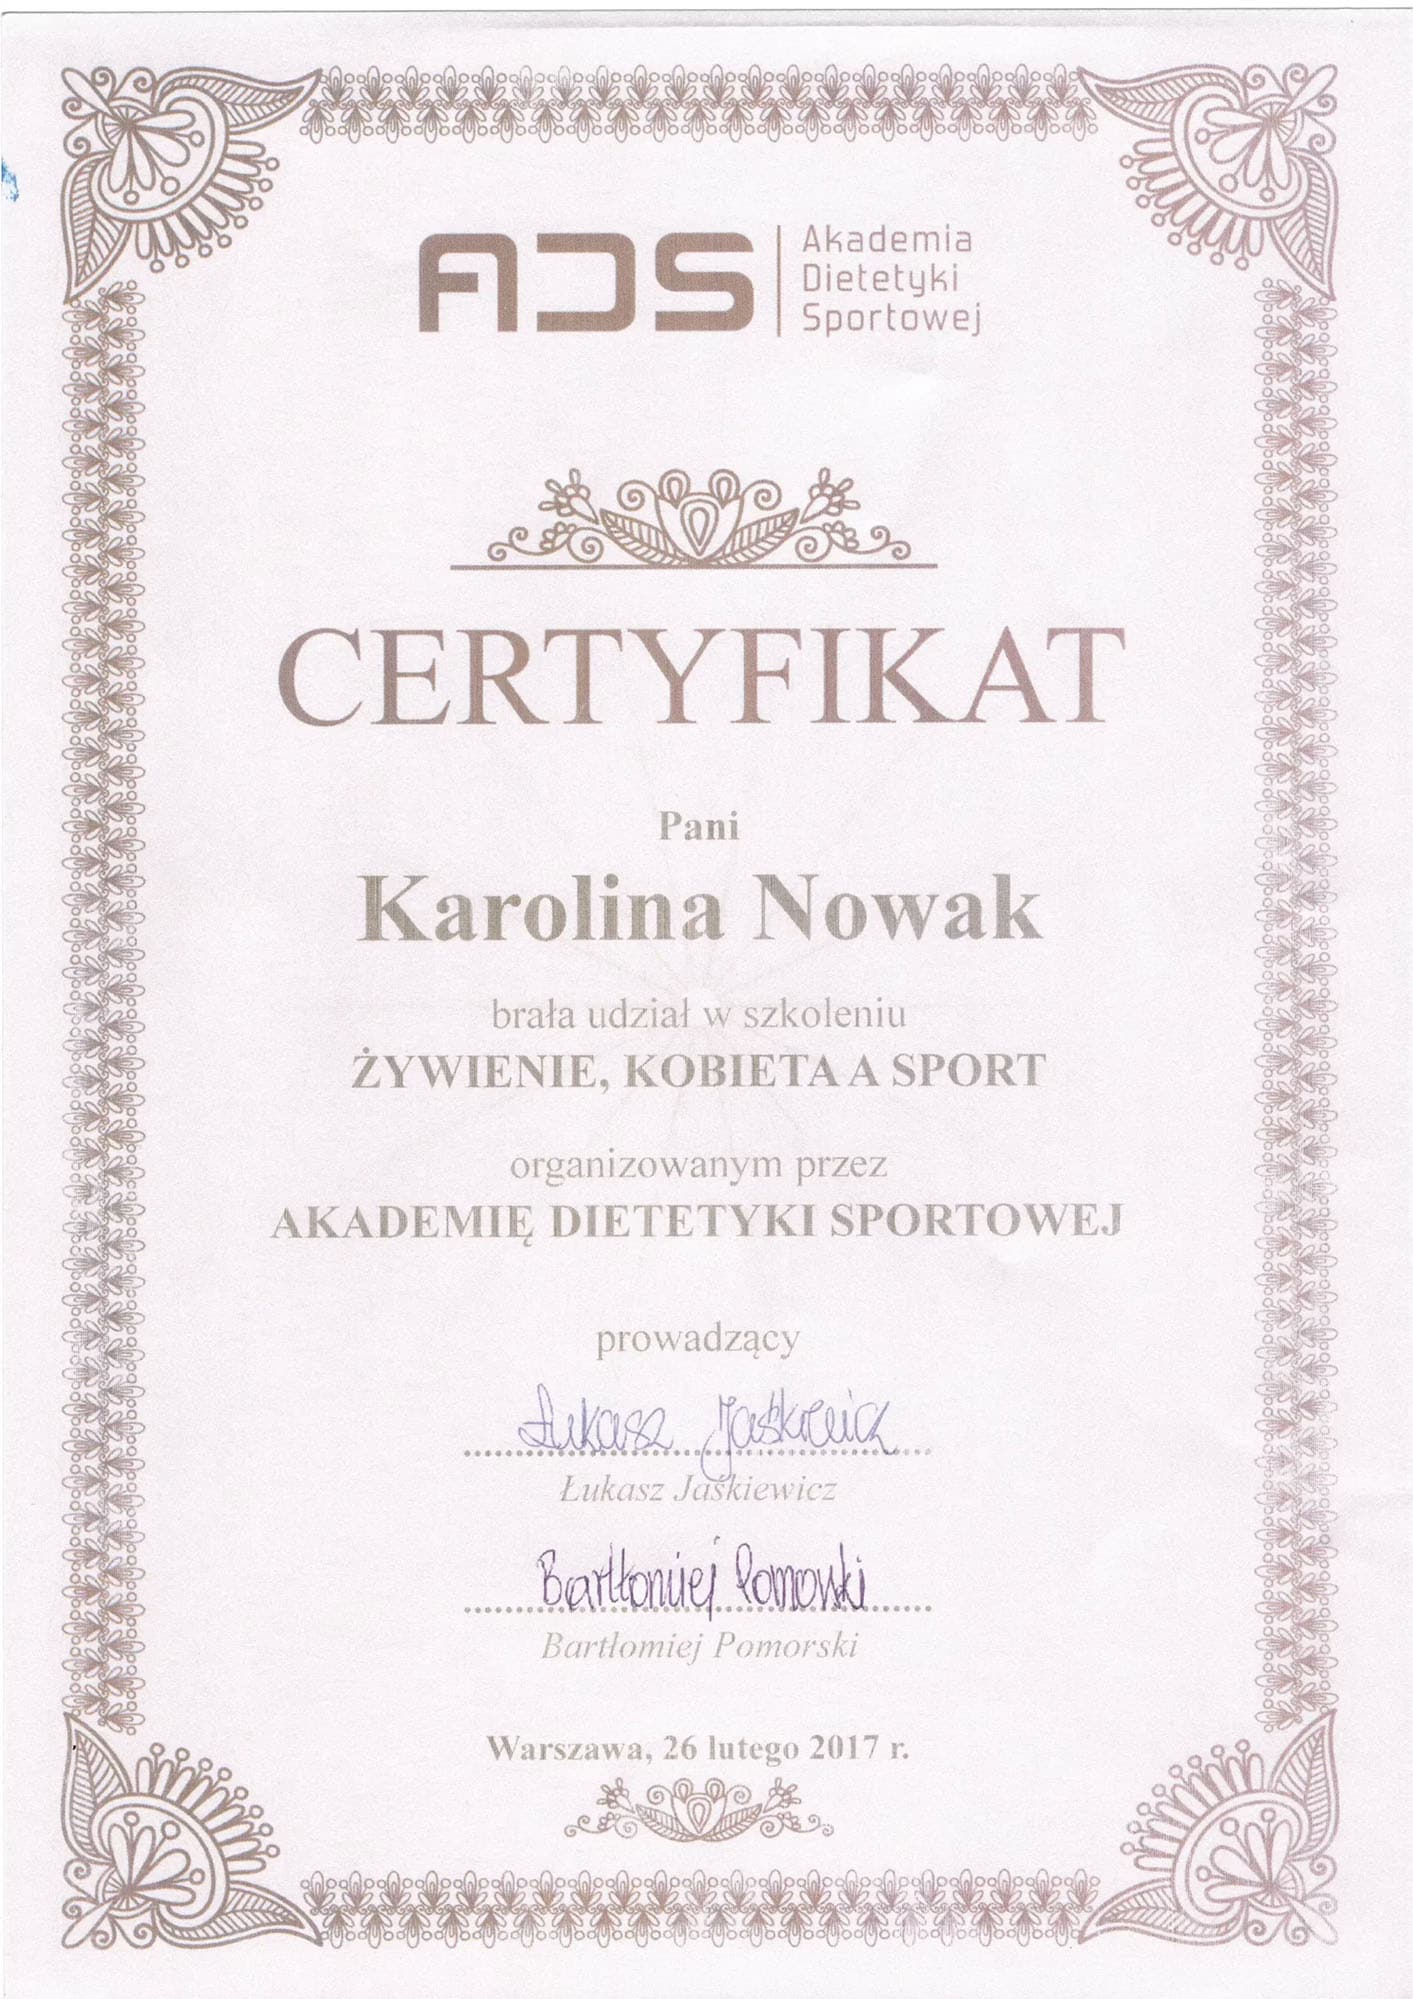 ADS
Akademia
Dietetyki
Sportowej
CERTYFIKAT
Pani
Karolina Nowak
brała udział w szkoleniu
ŻYWIENIE, KOBIETA A SPORT
organizowanym przez
AKADEMIĘ DIETETYKI SPORTOWEJ
prowadzący
Łukasz Jaśkiewicz
Łukasz Jaśkiewicz
Bartłomiej Pomorski
Bartłomiej Pomorski
Warszawa, 26 lutego 2017 r.